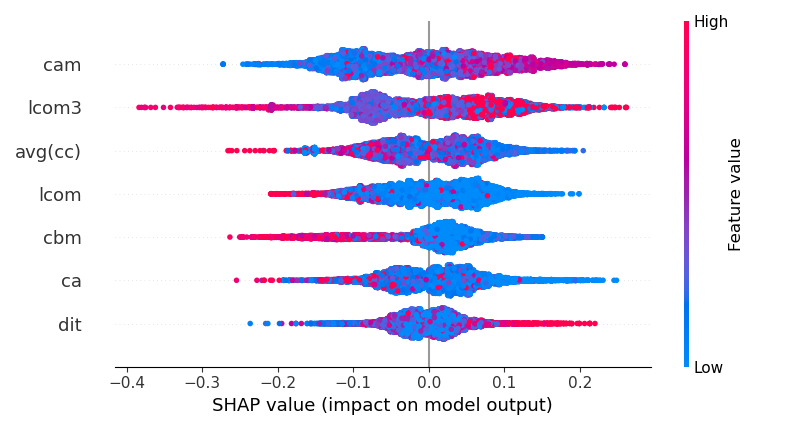 High
cam
lcom3
avg(cc)
lcom
cbm
ca
dit
Feature value
Low
−0.4 −0.3 −0.2 −0.1 0.0 0.1 0.2
SHAP value (impact on model output)